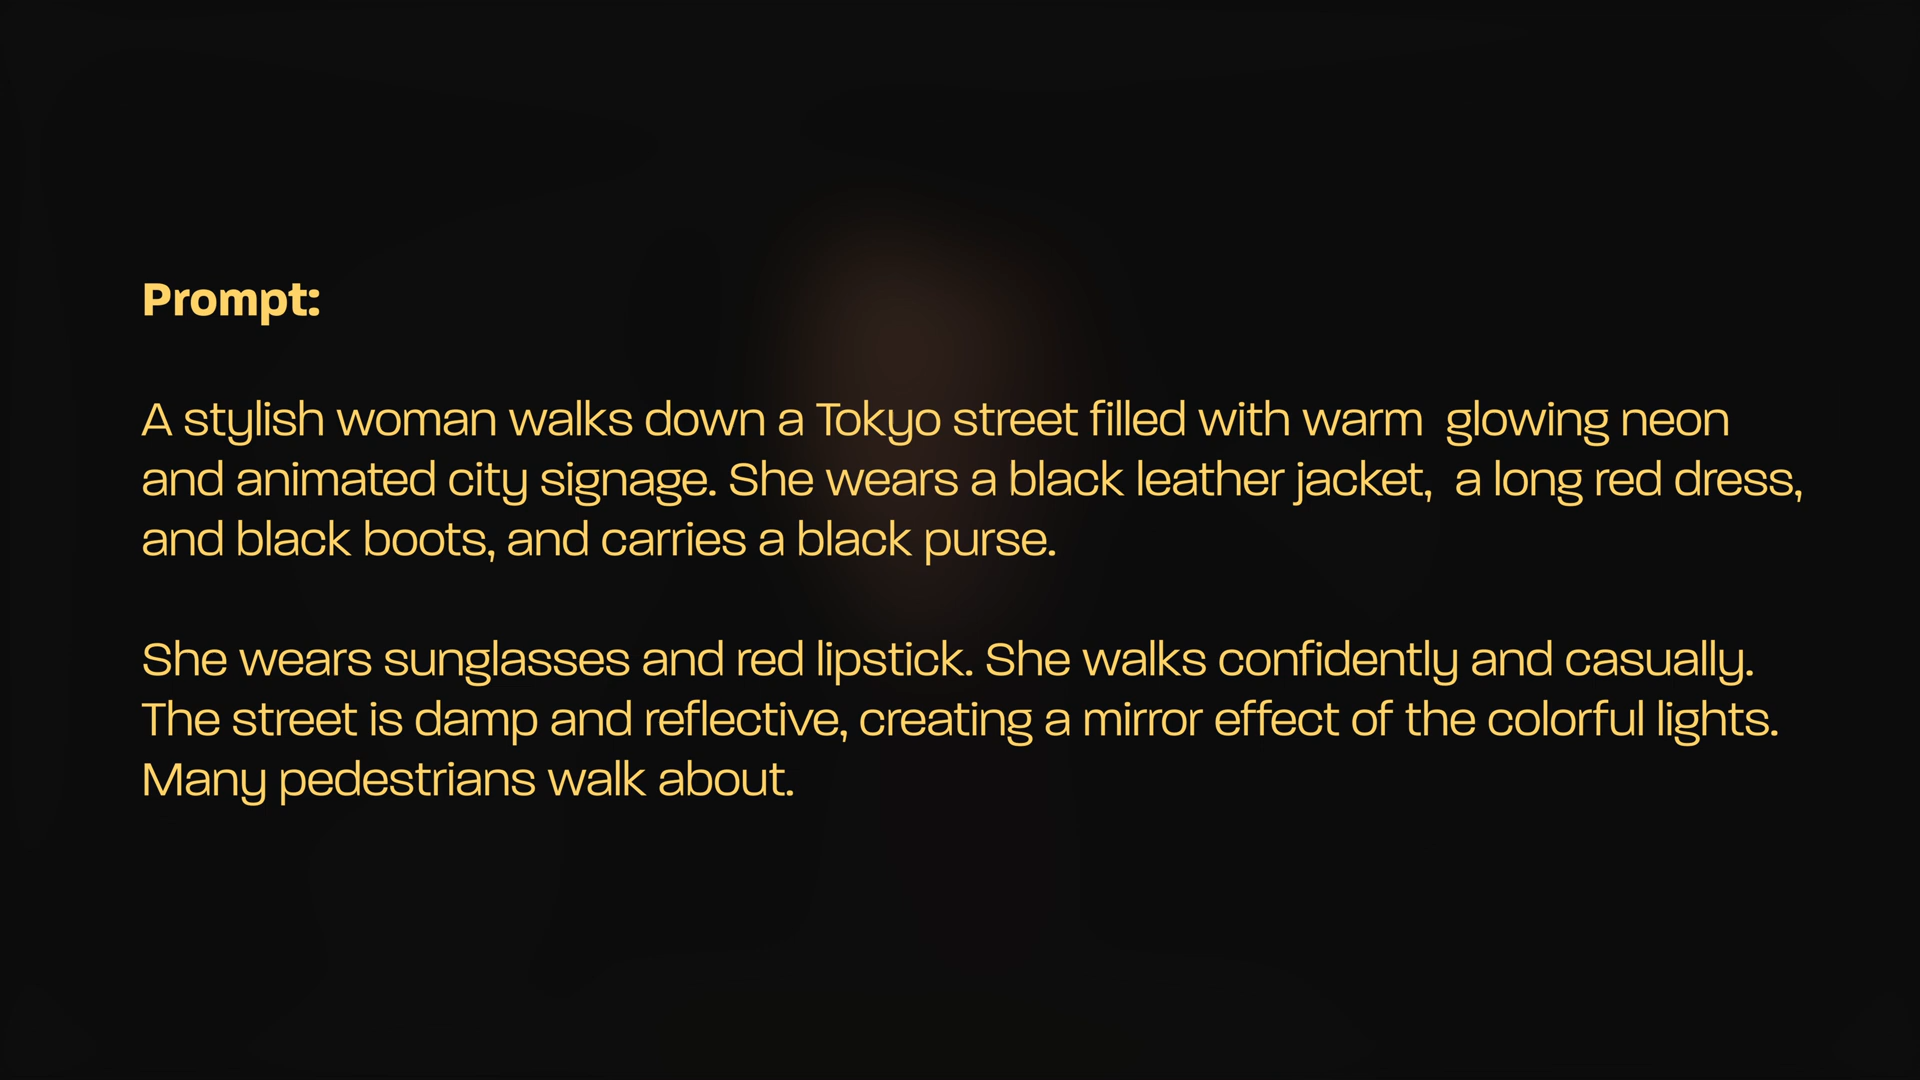 Prompt:
A stylish woman walks down a Tokyo street filled with warm  glowing neon
and animated city signage. She wears a black leather jacket,  a long red dress,
and black boots, and carries a black purse.
She wears sunglasses and red lipstick. She walks confidently and casually.
The street is damp and reflective, creating a mirror effect of the colorful lights.
Many pedestrians walk about.